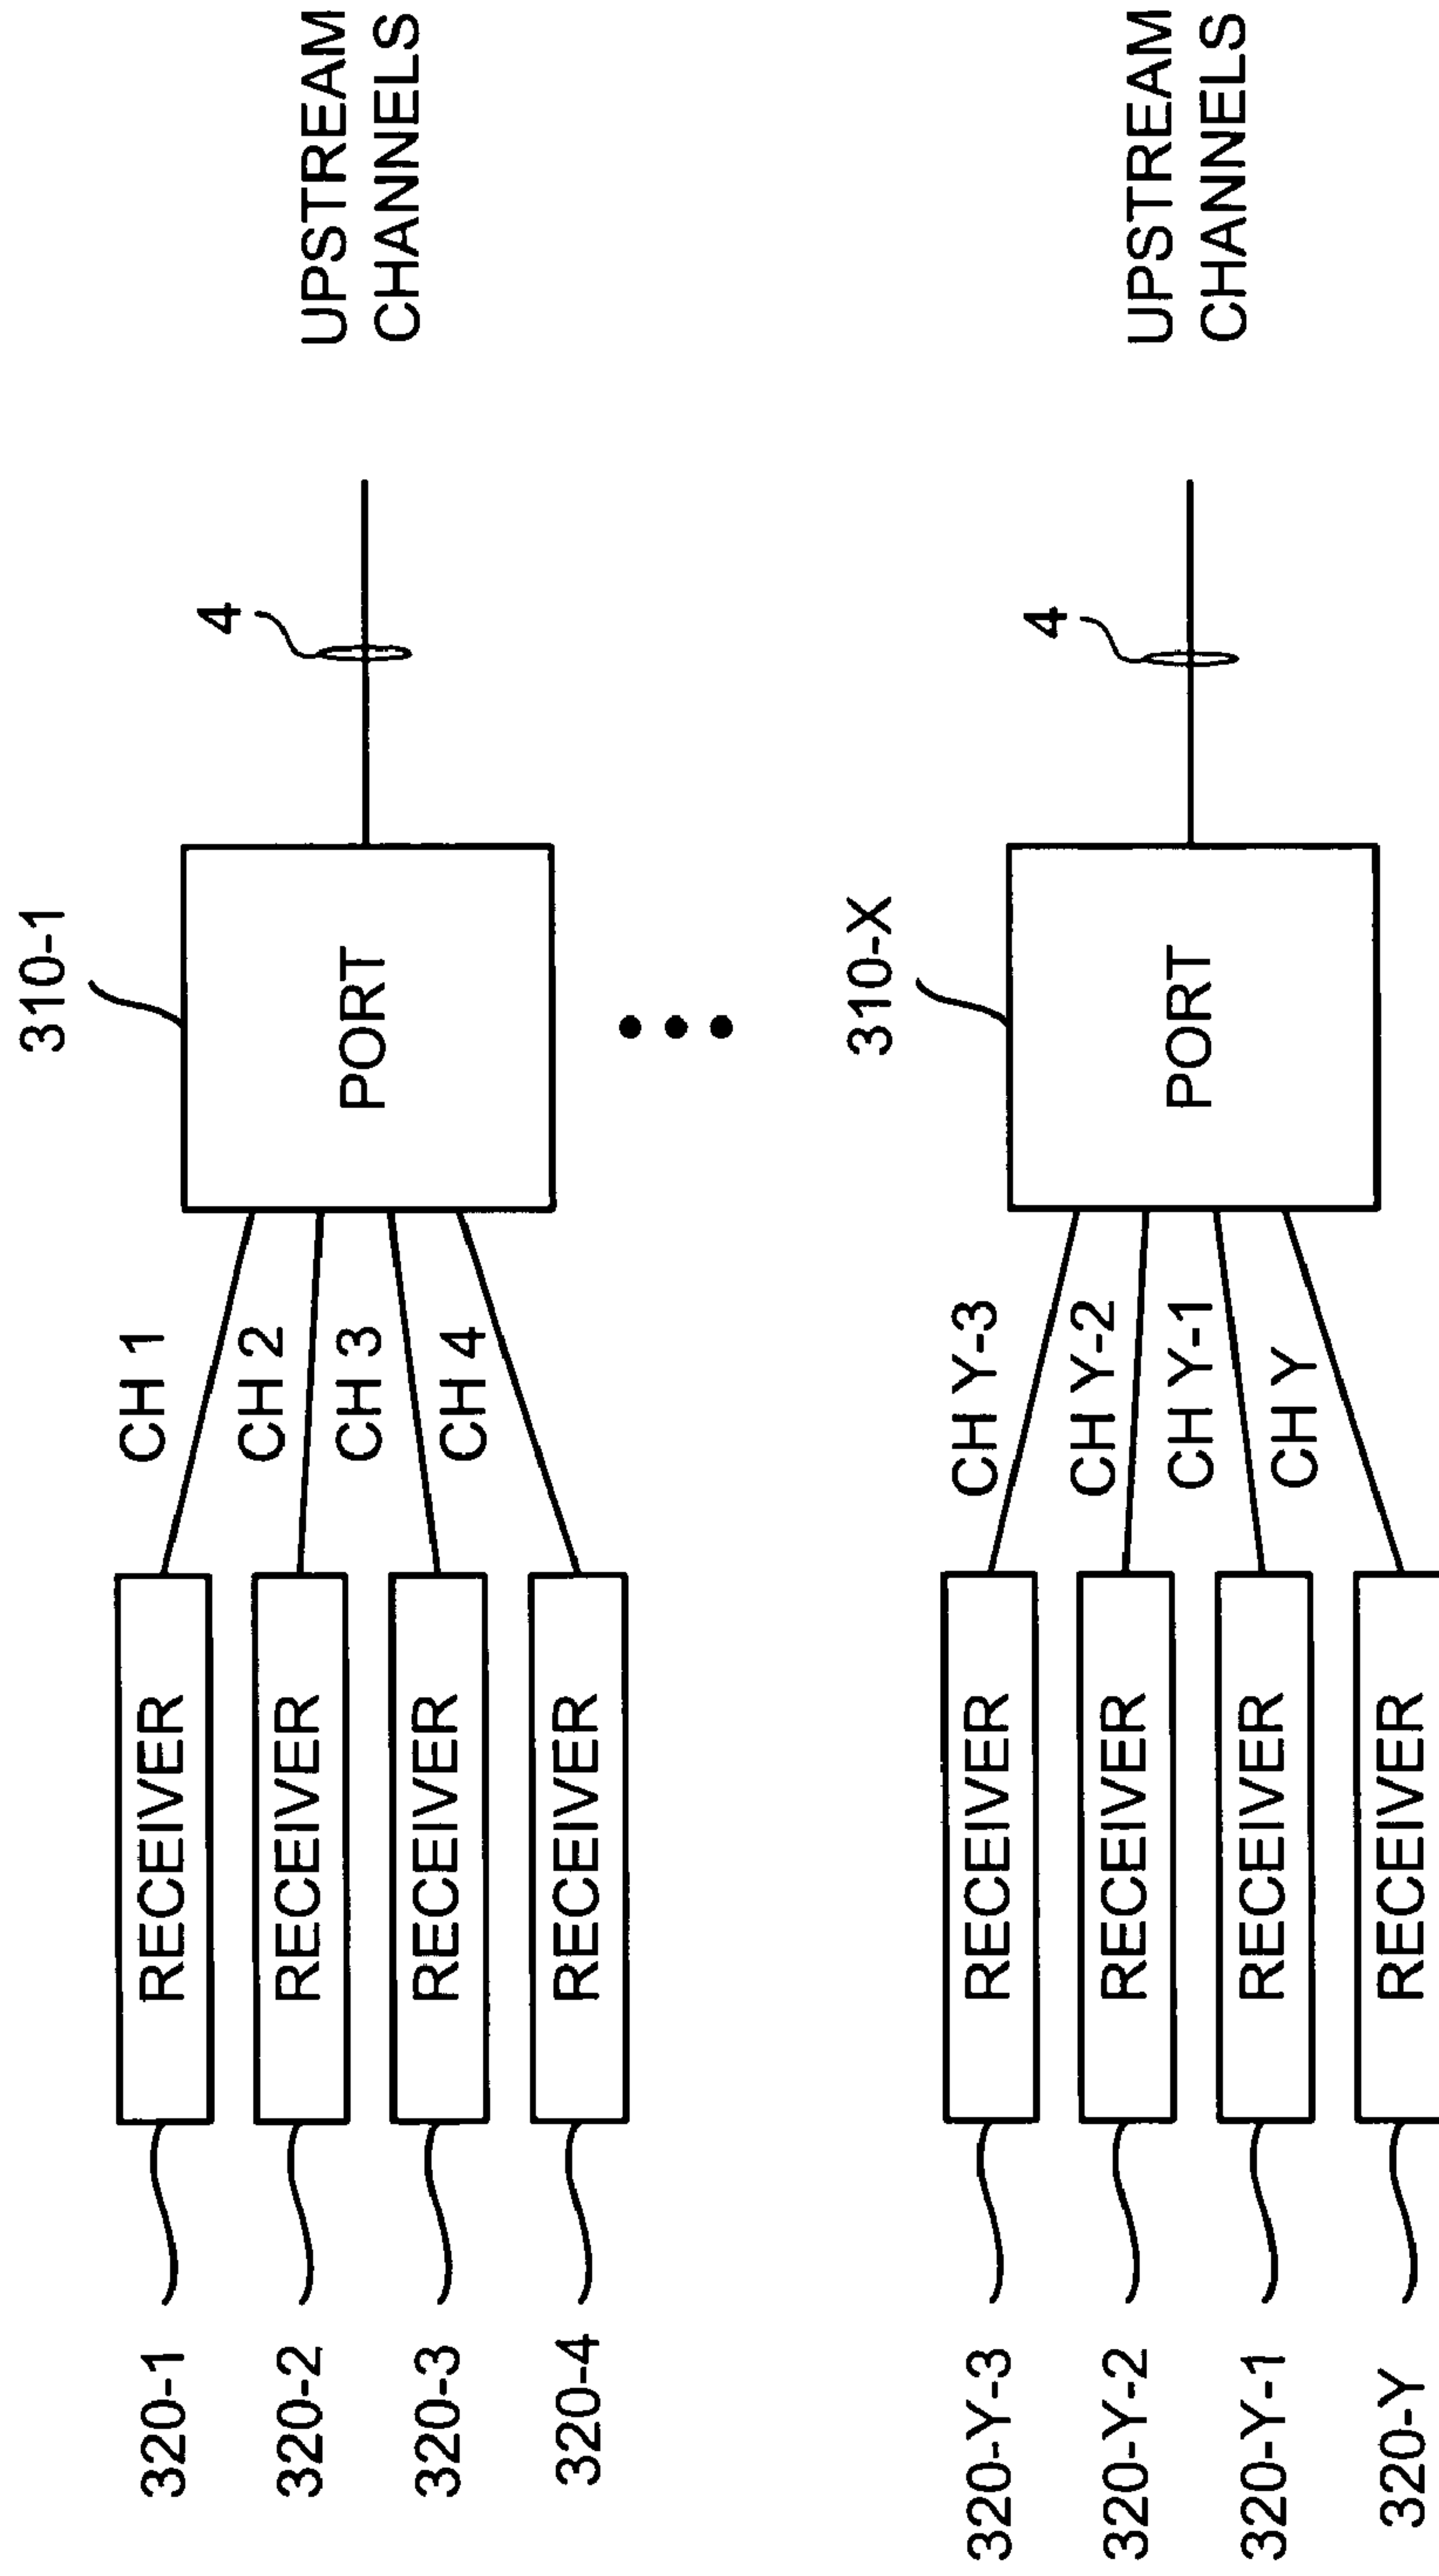 UPSTREAM
CHANNELS
4
310-1
PORT
CH 1
CH 2
CH 3
CH 4
RECEIVER
RECEIVER
RECEIVER
RECEIVER
320-1
320-2
320-3
320-4
UPSTREAM
CHANNELS
4
310-X
PORT
CH Y-3
CH Y-2
CH Y-1
CH Y
RECEIVER
RECEIVER
RECEIVER
RECEIVER
320-Y-3
320-Y-2
320-Y-1
320-Y